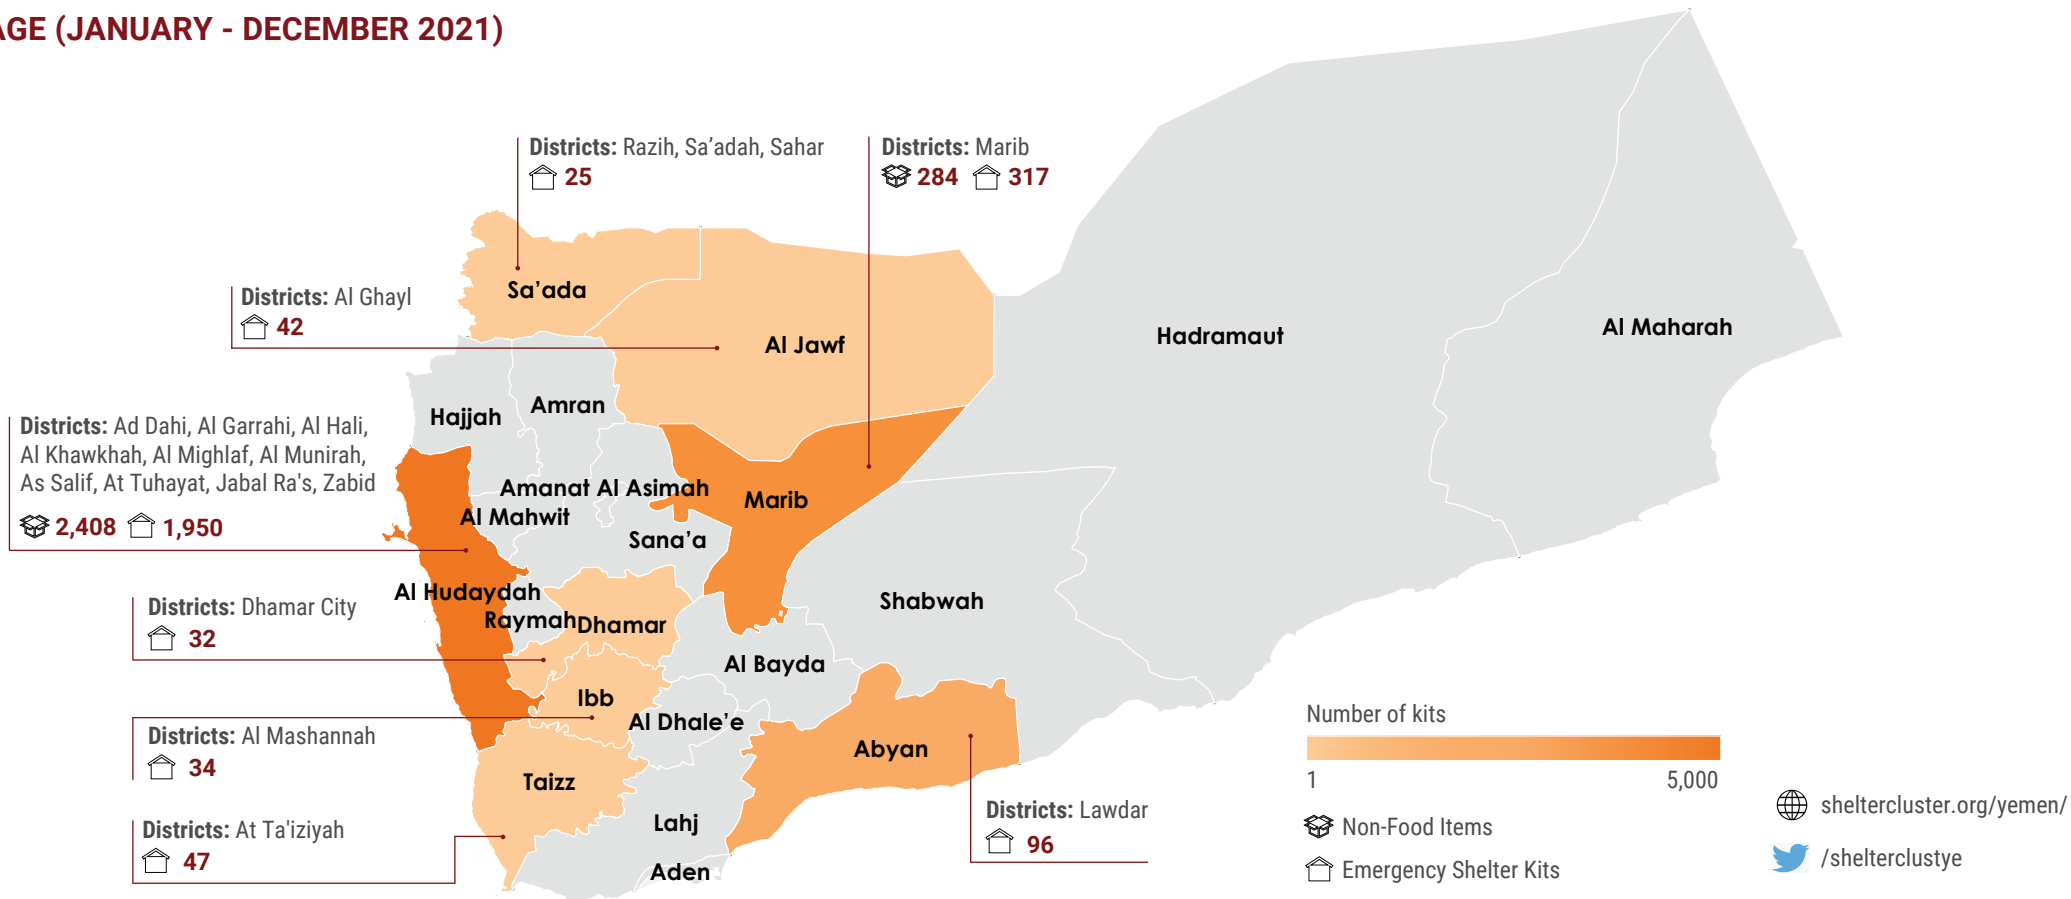 AGE (JANUARY - DECEMBER 2021)
Districts: Razih, Sa’adah, Sahar
25
Districts: Marib
284 317
Districts: Al Ghayl
42
Districts: Ad Dahi, Al Garrahi, Al Hali,
Al Khawkhah, Al Mighlaf, Al Munirah,
As Salif, At Tuhayat, Jabal Ra's, Zabid
2,408 1,950
Districts: Dhamar City
32
Districts: Al Mashannah
34
Districts: At Ta'iziyah
47
Districts: Lawdar
96
Sa’ada
Al Jawf
Hadramaut
Al Maharah
Hajjah
Amran
Amanat Al Asimah
Al Mahwit
Marib
Sana’a
Al Hudaydah
Raymah
Dhamar
Shabwah
Al Bayda
Ibb
Al Dhale’e
Abyan
Taizz
Lahj
Aden
Number of kits
1 5,000
Non-Food Items
Emergency Shelter Kits
sheltercluster.org/yemen/
/shelterclustye